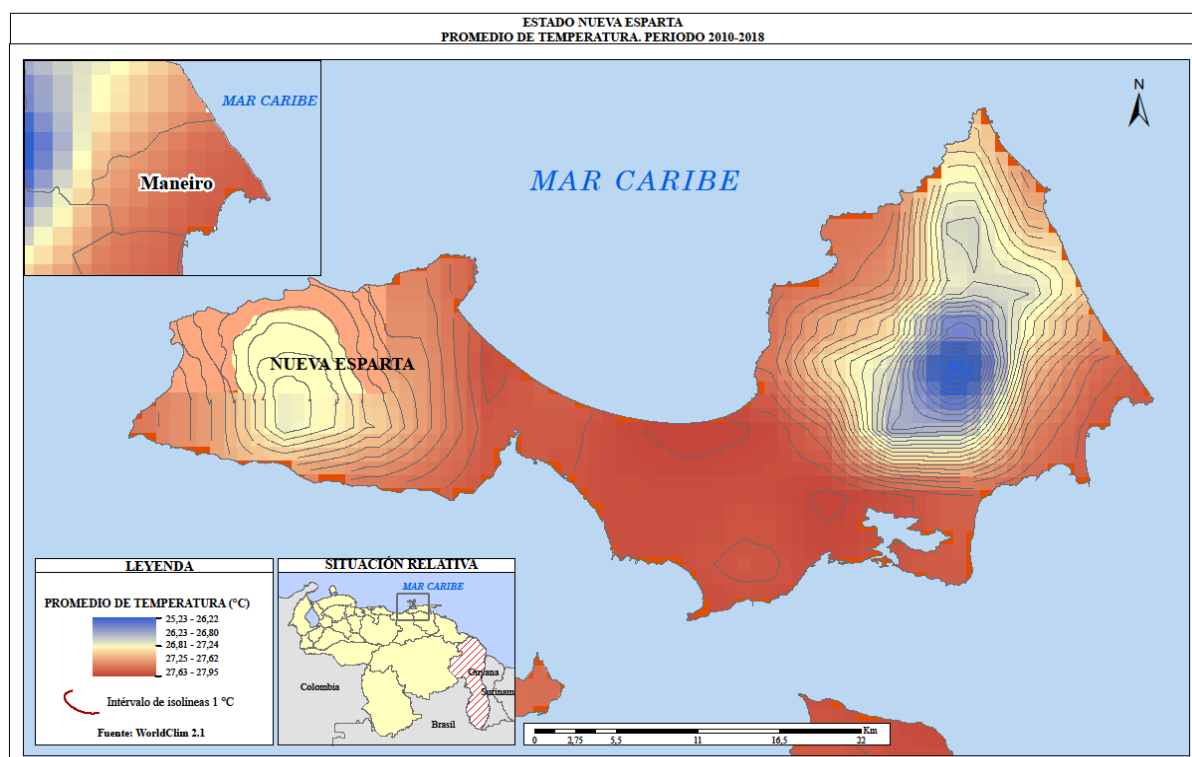 ESTADO NUEVA ESPARTA
PROMEDIO DE TEMPERATURA. PERIODO 2010-2018
MAR CARIBE
Maneiro
MAR CARIBE
N
NUEVA ESPARTA
LEYENDA
PROMEDIO DE TEMPERATURA (°C)
25,23 - 26,22
26,23 - 26,80
26,81 - 27,24
27,25 - 27,62
27,63 - 27,95
Intérvalo de isolíneas 1 °C
Fuente: WorldClim 2.1
SITUACIÓN RELATIVA
MAR CARIBE
Colombia
Guyana
Surinam
Brasil
Km
0 2,75 5,5 11 16,5 22